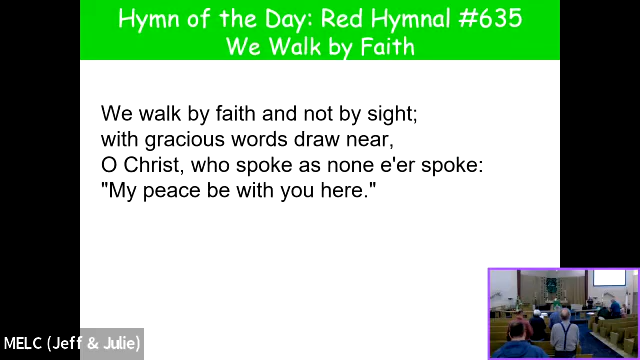 Hymn of the Day: Red Hymnal #635
We Walk by Faith
We walk by faith and not by sight;
with gracious words draw near,
O Christ, who spoke as none e'er spoke:
"My peace be with you here."
MELC (Jeff & Julie)